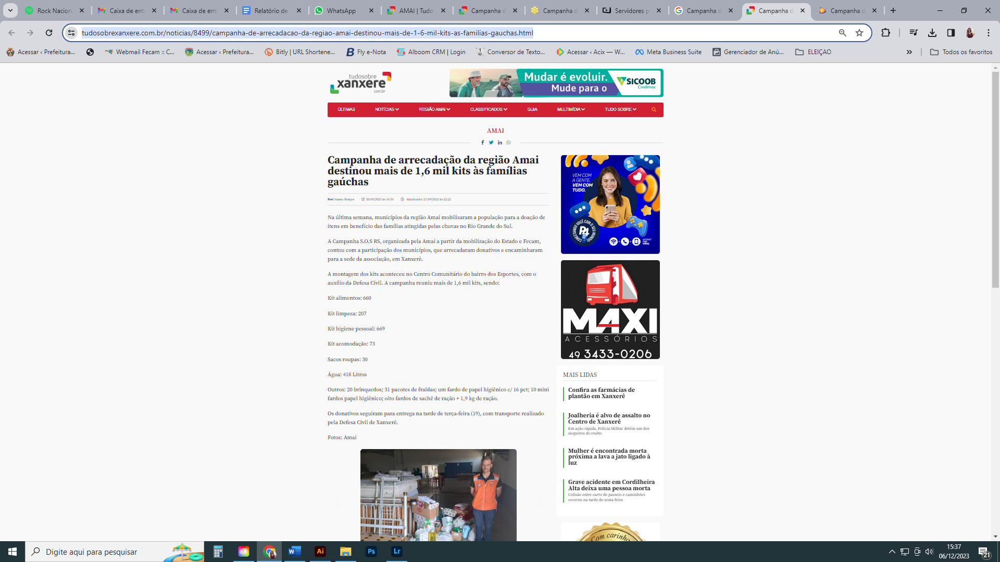 Rock Nacion
Caixa de ent
Caixa de ent
Relatório de
WhatsApp
AMAI | Tudo
Campanha d
Campanha d
Servidores p
Campanha d
Campanha d
Campanha d
tudosobrexanxere.com.br/noticias/8499/campanha-de-arrecadacao-da-regiao-amai-destinou-mais-de-1-6-mil-kits-as-familias-gauchas.html
Acessar ‹ Prefeitura...
Webmail Fecam :: C...
Acessar ‹ Prefeitura...
Bitly | URL Shortene...
Fly e-Nota
Alboom CRM | Login
Conversor de Texto...
Acessar ‹ Acix — W...
Meta Business Suite
Gerenciador de Anú...
ELEIÇAO
Todos os favoritos
tudosobre
xanxere
.com.br
Mudar é evoluir.
Mude para o
SICOOB
Credimoc
ÚLTIMAS NOTÍCIAS REGIÃO AMAI CLASSIFICADOS GUIA MULTIMÍDIA TUDO SOBRE
AMAI
Campanha de arrecadação da região Amai
destinou mais de 1,6 mil kits às famílias
gaúchas
Por: Sanny Borges 20/09/2023 às 16:30 Atualizado: 27/09/2023 às 22:22
Na última semana, municípios da região Amai mobilizaram a população para a doação de
itens em benefício das famílias atingidas pelas chuvas no Rio Grande do Sul.
A Campanha S.O.S RS, organizada pela Amai a partir da mobilização do Estado e Fecam,
contou com a participação dos municípios, que arrecadaram donativos e encaminharam
para a sede da associação, em Xanxerê.
A montagem dos kits aconteceu no Centro Comunitário do bairro dos Esportes, com o
auxílio da Defesa Civil. A campanha reuniu mais de 1,6 mil kits, sendo:
Kit alimentos: 660
Kit limpeza: 207
Kit higiene pessoal: 669
Kit acomodação: 73
Sacos roupas: 30
Água: 418 Litros
Outros: 20 brinquedos; 31 pacotes de fraldas; um fardo de papel higiênico c/ 16 pct; 10 mini
fardos papel higiênico; oito fardos de sachê de ração + 1,9 kg de ração.
Os donativos seguiram para entrega na tarde de terça-feira (19), com transporte realizado
pela Defesa Civil de Xanxerê.
Fotos: Amai
VEM COM
A GENTE,
VEM COM
TUDO.
CONECTANDO VOCÊ COM O SEU MUNDO!
P4
INTERNET
FIXO
MÓVEL
MAXI
ACESSÓRIOS
49 3433-0206
MAIS LIDAS
Confira as farmácias de
plantão em Xanxerê
Joalheria é alvo de assalto no
Centro de Xanxerê
Em ação rápida, Polícia Militar detém um dos
suspeitos do roubo
Mulher é encontrada morta
próxima a lava a jato ligado à
luz
Grave acidente em Cordilheira
Alta deixa uma pessoa morta
Colisão entre carro de passeio e caminhões
ocorreu na tarde de sexta-feira
Com carinho
Digite aqui para pesquisar
Ai
Ps
Lr
15:37
06/12/2023
21